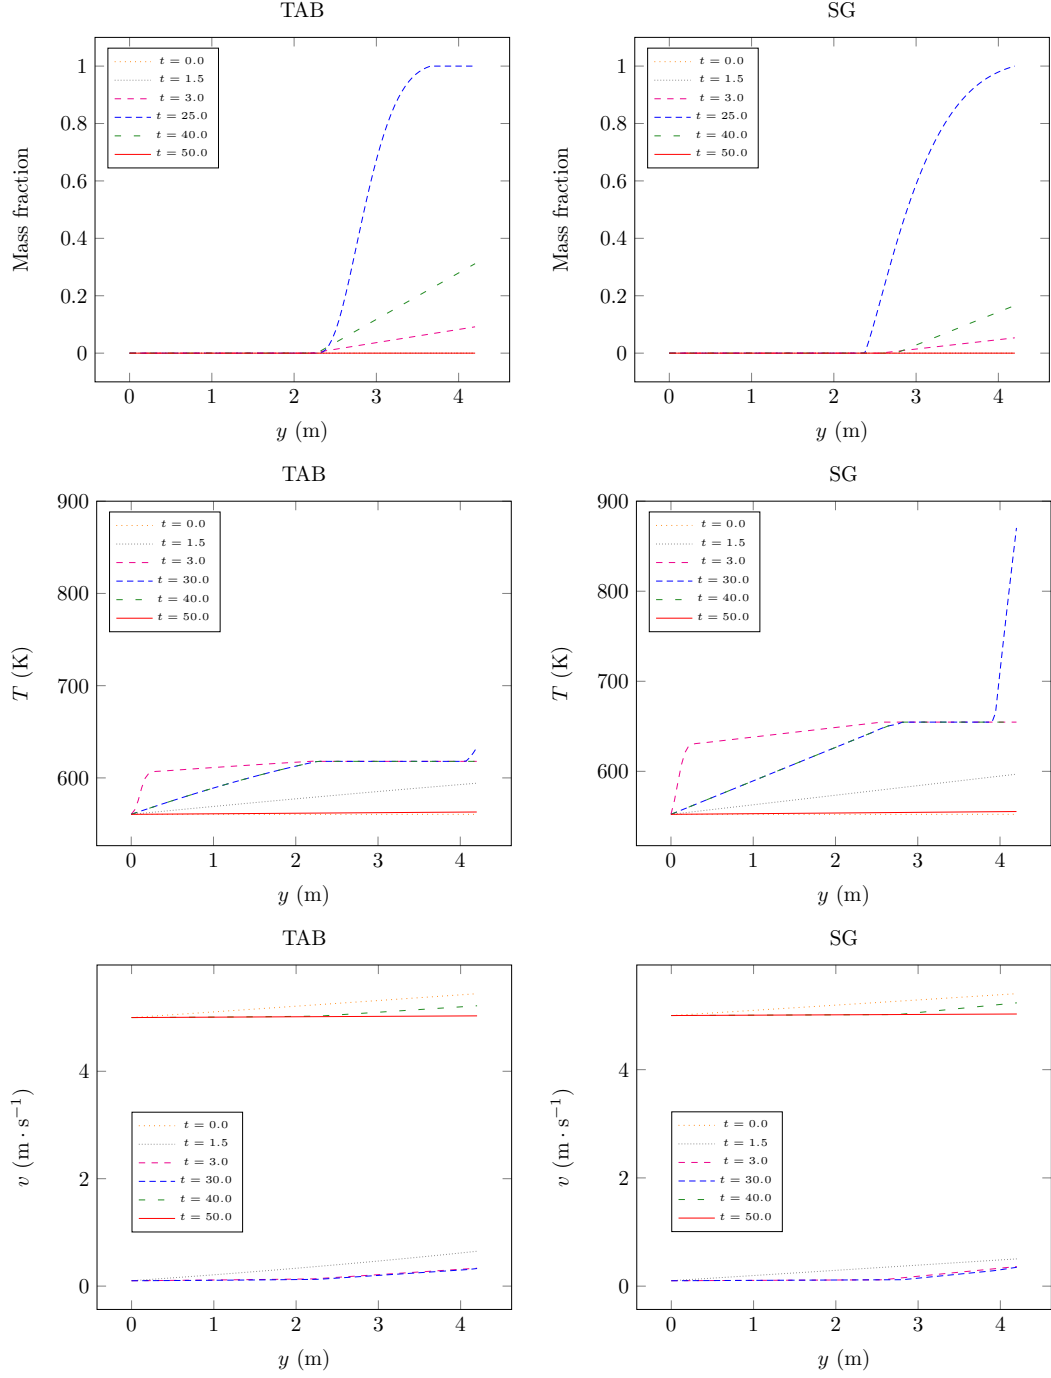 TAB
1
0.8
0.6
0.4
0.2
0
Mass fraction
t = 0.0
t = 1.5
t = 3.0
t = 25.0
t = 40.0
t = 50.0
0 1 2 3 4
y (m)
SG
1
0.8
0.6
0.4
0.2
0
Mass fraction
t = 0.0
t = 1.5
t = 3.0
t = 25.0
t = 40.0
t = 50.0
0 1 2 3 4
y (m)
TAB
900
800
700
600
T (K)
t = 0.0
t = 1.5
t = 3.0
t = 30.0
t = 40.0
t = 50.0
0 1 2 3 4
y (m)
SG
900
800
700
600
T (K)
t = 0.0
t = 1.5
t = 3.0
t = 30.0
t = 40.0
t = 50.0
0 1 2 3 4
y (m)
TAB
4
2
0
v (m · s⁻¹)
t = 0.0
t = 1.5
t = 3.0
t = 30.0
t = 40.0
t = 50.0
0 1 2 3 4
y (m)
SG
4
2
0
v (m · s⁻¹)
t = 0.0
t = 1.5
t = 3.0
t = 30.0
t = 40.0
t = 50.0
0 1 2 3 4
y (m)